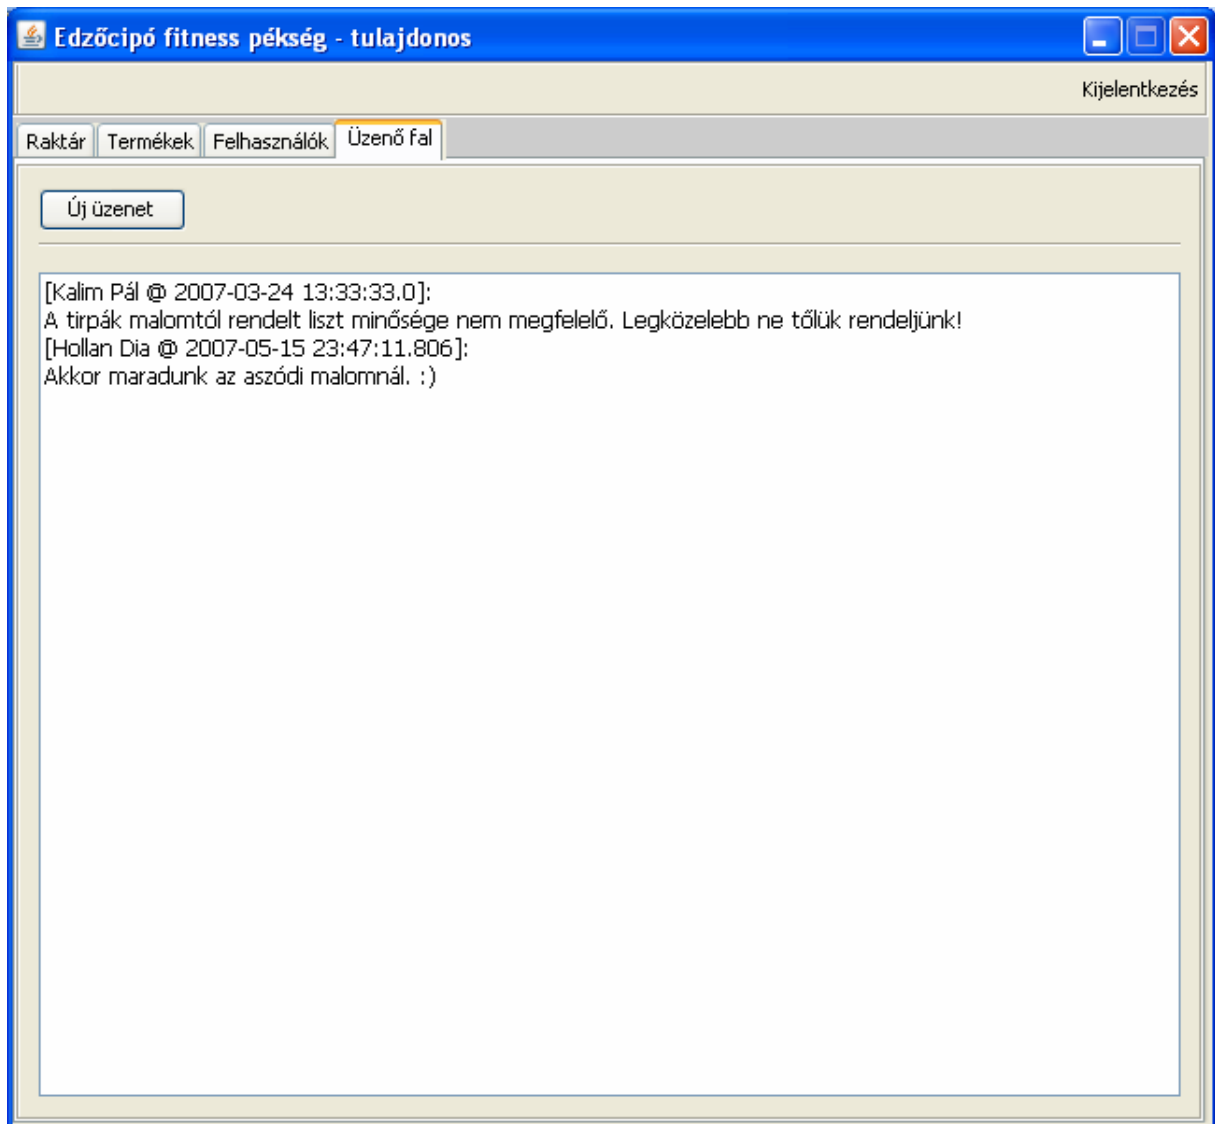 Edzőcipó fitness pékség - tulajdonos
Kijelentkezés
Raktár Termékek Felhasználók Üzenő fal
Új üzenet
[Kalim Pál @ 2007-03-24 13:33:33.0]:
A tirpák malomtól rendelt liszt minősége nem megfelelő. Legközelebb ne tőlük rendeljünk!
[Hollan Dia @ 2007-05-15 23:47:11.806]:
Akkor maradunk az aszódi malomnál. :)